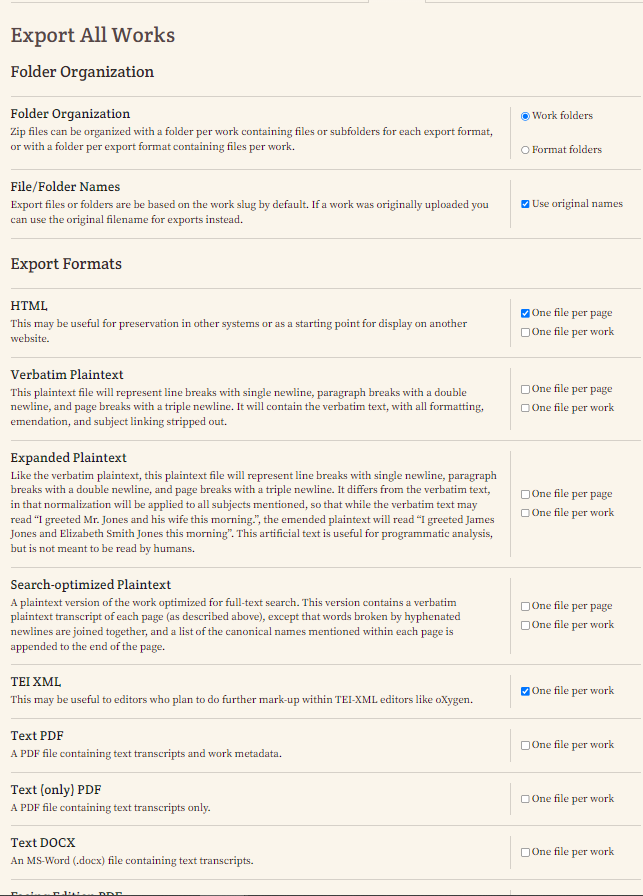 Export All Works
Folder Organization
Folder Organization
Zip files can be organized with a folder per work containing files or subfolders for each export format,
or with a folder per export format containing files per work.
Work folders
Format folders
File/Folder Names
Export files or folders are be based on the work slug by default. If a work was originally uploaded you
can use the original filename for exports instead.
Use original names
Export Formats
HTML
This may be useful for preservation in other systems or as a starting point for display on another
website.
One file per page
One file per work
Verbatim Plaintext
This plaintext file will represent line breaks with single newline, paragraph breaks with a double
newline, and page breaks with a triple newline. It will contain the verbatim text, with all formatting,
emendation, and subject linking stripped out.
One file per page
One file per work
Expanded Plaintext
Like the verbatim plaintext, this plaintext file will represent line breaks with single newline, paragraph
breaks with a double newline, and page breaks with a triple newline. It differs from the verbatim text,
in that normalization will be applied to all subjects mentioned, so that while the verbatim text may
read “I greeted Mr. Jones and his wife this morning.”, the emended plaintext will read “I greeted James
Jones and Elizabeth Smith Jones this morning”. This artificial text is useful for programmatic analysis,
but is not meant to be read by humans.
One file per page
One file per work
Search-optimized Plaintext
A plaintext version of the work optimized for full-text search. This version contains a verbatim
plaintext transcript of each page (as described above), except that words broken by hyphenated
newlines are joined together, and a list of the canonical names mentioned within each page is
appended to the end of the page.
One file per page
One file per work
TEI XML
This may be useful to editors who plan to do further mark-up within TEI-XML editors like oXygen.
One file per work
Text PDF
A PDF file containing text transcripts and work metadata.
One file per work
Text (only) PDF
A PDF file containing text transcripts only.
One file per work
Text DOCX
An MS-Word (.docx) file containing text transcripts.
One file per work